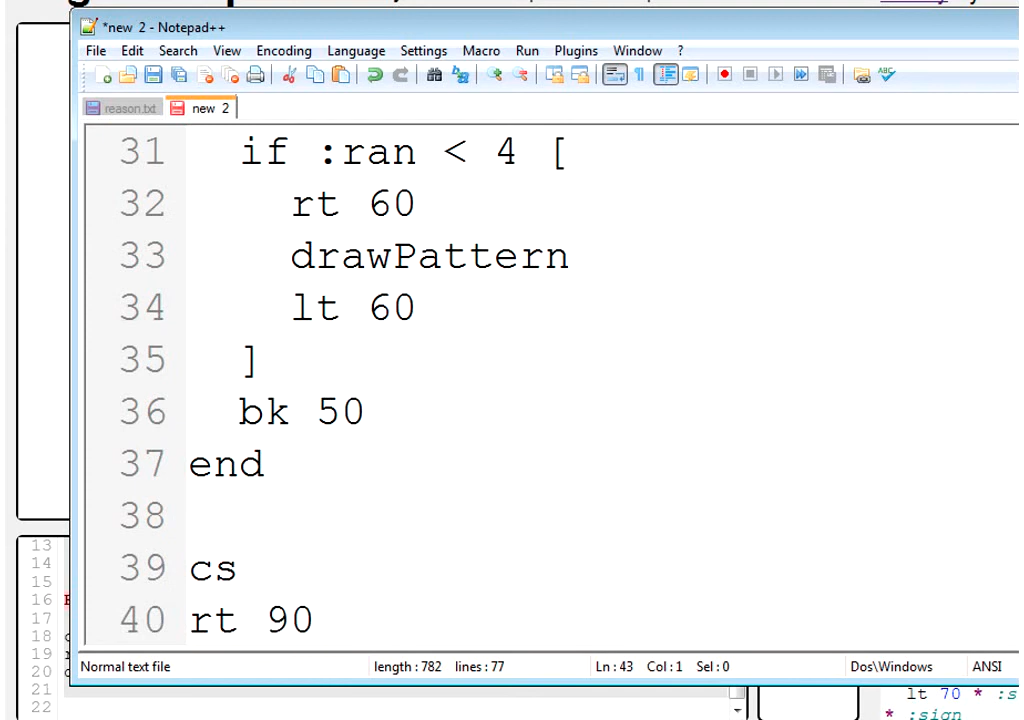 *new 2 - Notepad++
File Edit Search View Encoding Language Settings Macro Run Plugins Window ?
reason.txt new 2
31 if :ran < 4 [
32 rt 60
33 drawPattern
34 lt 60
35 ]
36 bk 50
37 end
38
39 cs
40 rt 90
13
14
15
16
17
18
19
20
21
22
Normal text file length : 782 lines : 77 Ln : 43 Col : 1 Sel : 0 Dos\Windows ANSI
lt 70 * :s
* :sign